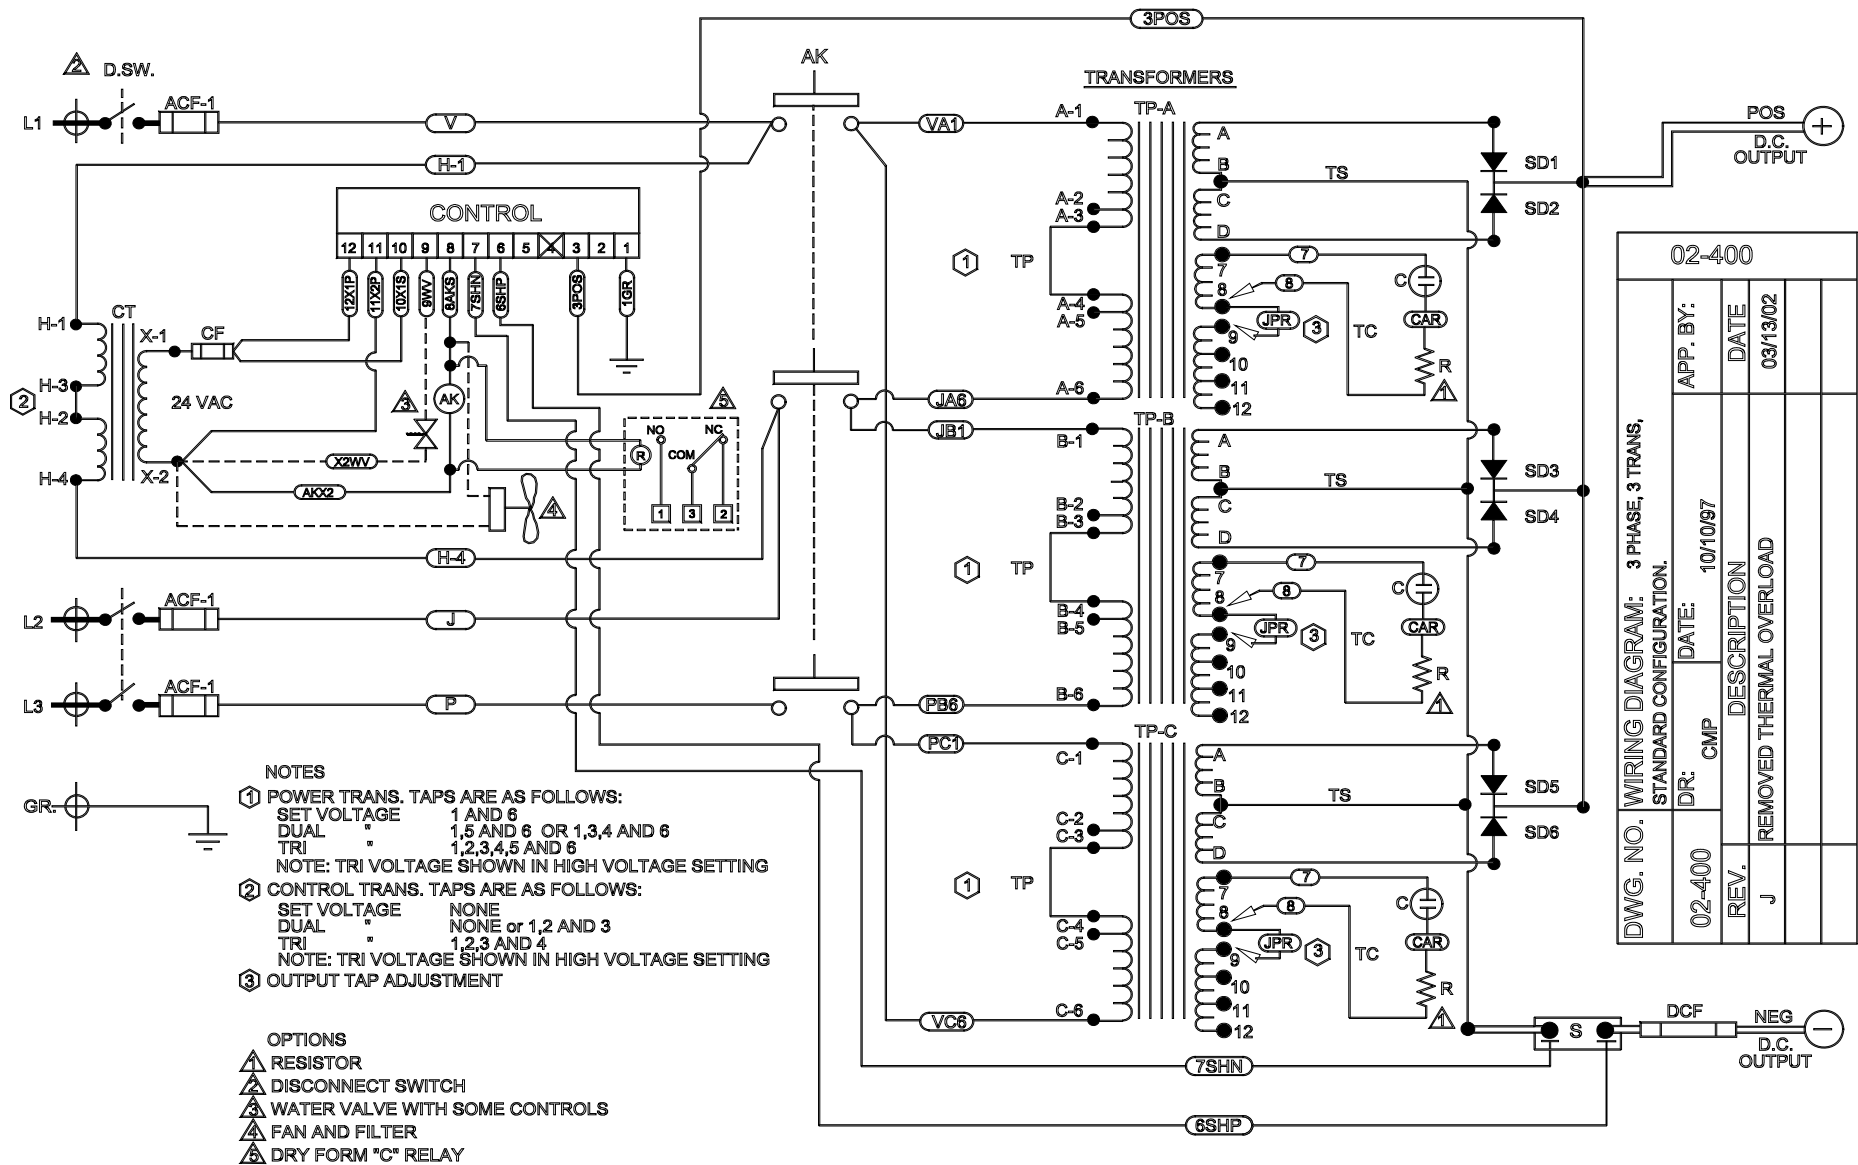 3POS
2 D.SW.
AK
TRANSFORMERS
L1
ACF-1
V
VA1
A-1
TP-A
A
B
C
D
TS
SD1
SD2
POS
D.C.
OUTPUT
+
H-1
CONTROL
12 11 10 9 8 7 6 5 4 3 2 1
12X1P
11X2P
10X1S
9WV
8AKS
7SHN
6SHP
3POS
1GR
A-2
A-3
1 TP
A-4
A-5
A-6
7
8
9
10
11
12
7
8
JPR
3
TC
C
CAR
R
1
CT
H-1
H-3
2
H-2
H-4
X-1
CF
24 VAC
X-2
3
AK
X2WV
AKX2
4
5
NO
NC
COM
R
1 3 2
H-4
JA6
JB1
TP-B
B-1
B-2
B-3
1 TP
B-4
B-5
B-6
A
B
C
D
TS
SD3
SD4
7
8
9
10
11
12
7
8
JPR
3
TC
C
CAR
R
1
L2
ACF-1
J
L3
ACF-1
P
PB6
PC1
GR.
TP-C
C-1
C-2
C-3
1 TP
C-4
C-5
C-6
A
B
C
D
TS
SD5
SD6
7
8
9
10
11
12
7
8
JPR
3
TC
C
CAR
R
1
VC6
7SHN
6SHP
S
DCF
NEG
D.C.
OUTPUT
−
NOTES
1 POWER TRANS. TAPS ARE AS FOLLOWS:
SET VOLTAGE 1 AND 6
DUAL " 1,5 AND 6 OR 1,3,4 AND 6
TRI " 1,2,3,4,5 AND 6
NOTE: TRI VOLTAGE SHOWN IN HIGH VOLTAGE SETTING
2 CONTROL TRANS. TAPS ARE AS FOLLOWS:
SET VOLTAGE NONE
DUAL " NONE or 1,2 AND 3
TRI " 1,2,3 AND 4
NOTE: TRI VOLTAGE SHOWN IN HIGH VOLTAGE SETTING
3 OUTPUT TAP ADJUSTMENT
OPTIONS
1 RESISTOR
2 DISCONNECT SWITCH
3 WATER VALVE WITH SOME CONTROLS
4 FAN AND FILTER
5 DRY FORM "C" RELAY
02-400
DWG. NO. WIRING DIAGRAM: 3 PHASE, 3 TRANS,
STANDARD CONFIGURATION.
02-400
DR: CMP
DATE: 10/10/97
APP. BY:
REV. DESCRIPTION DATE
J REMOVED THERMAL OVERLOAD 03/13/02